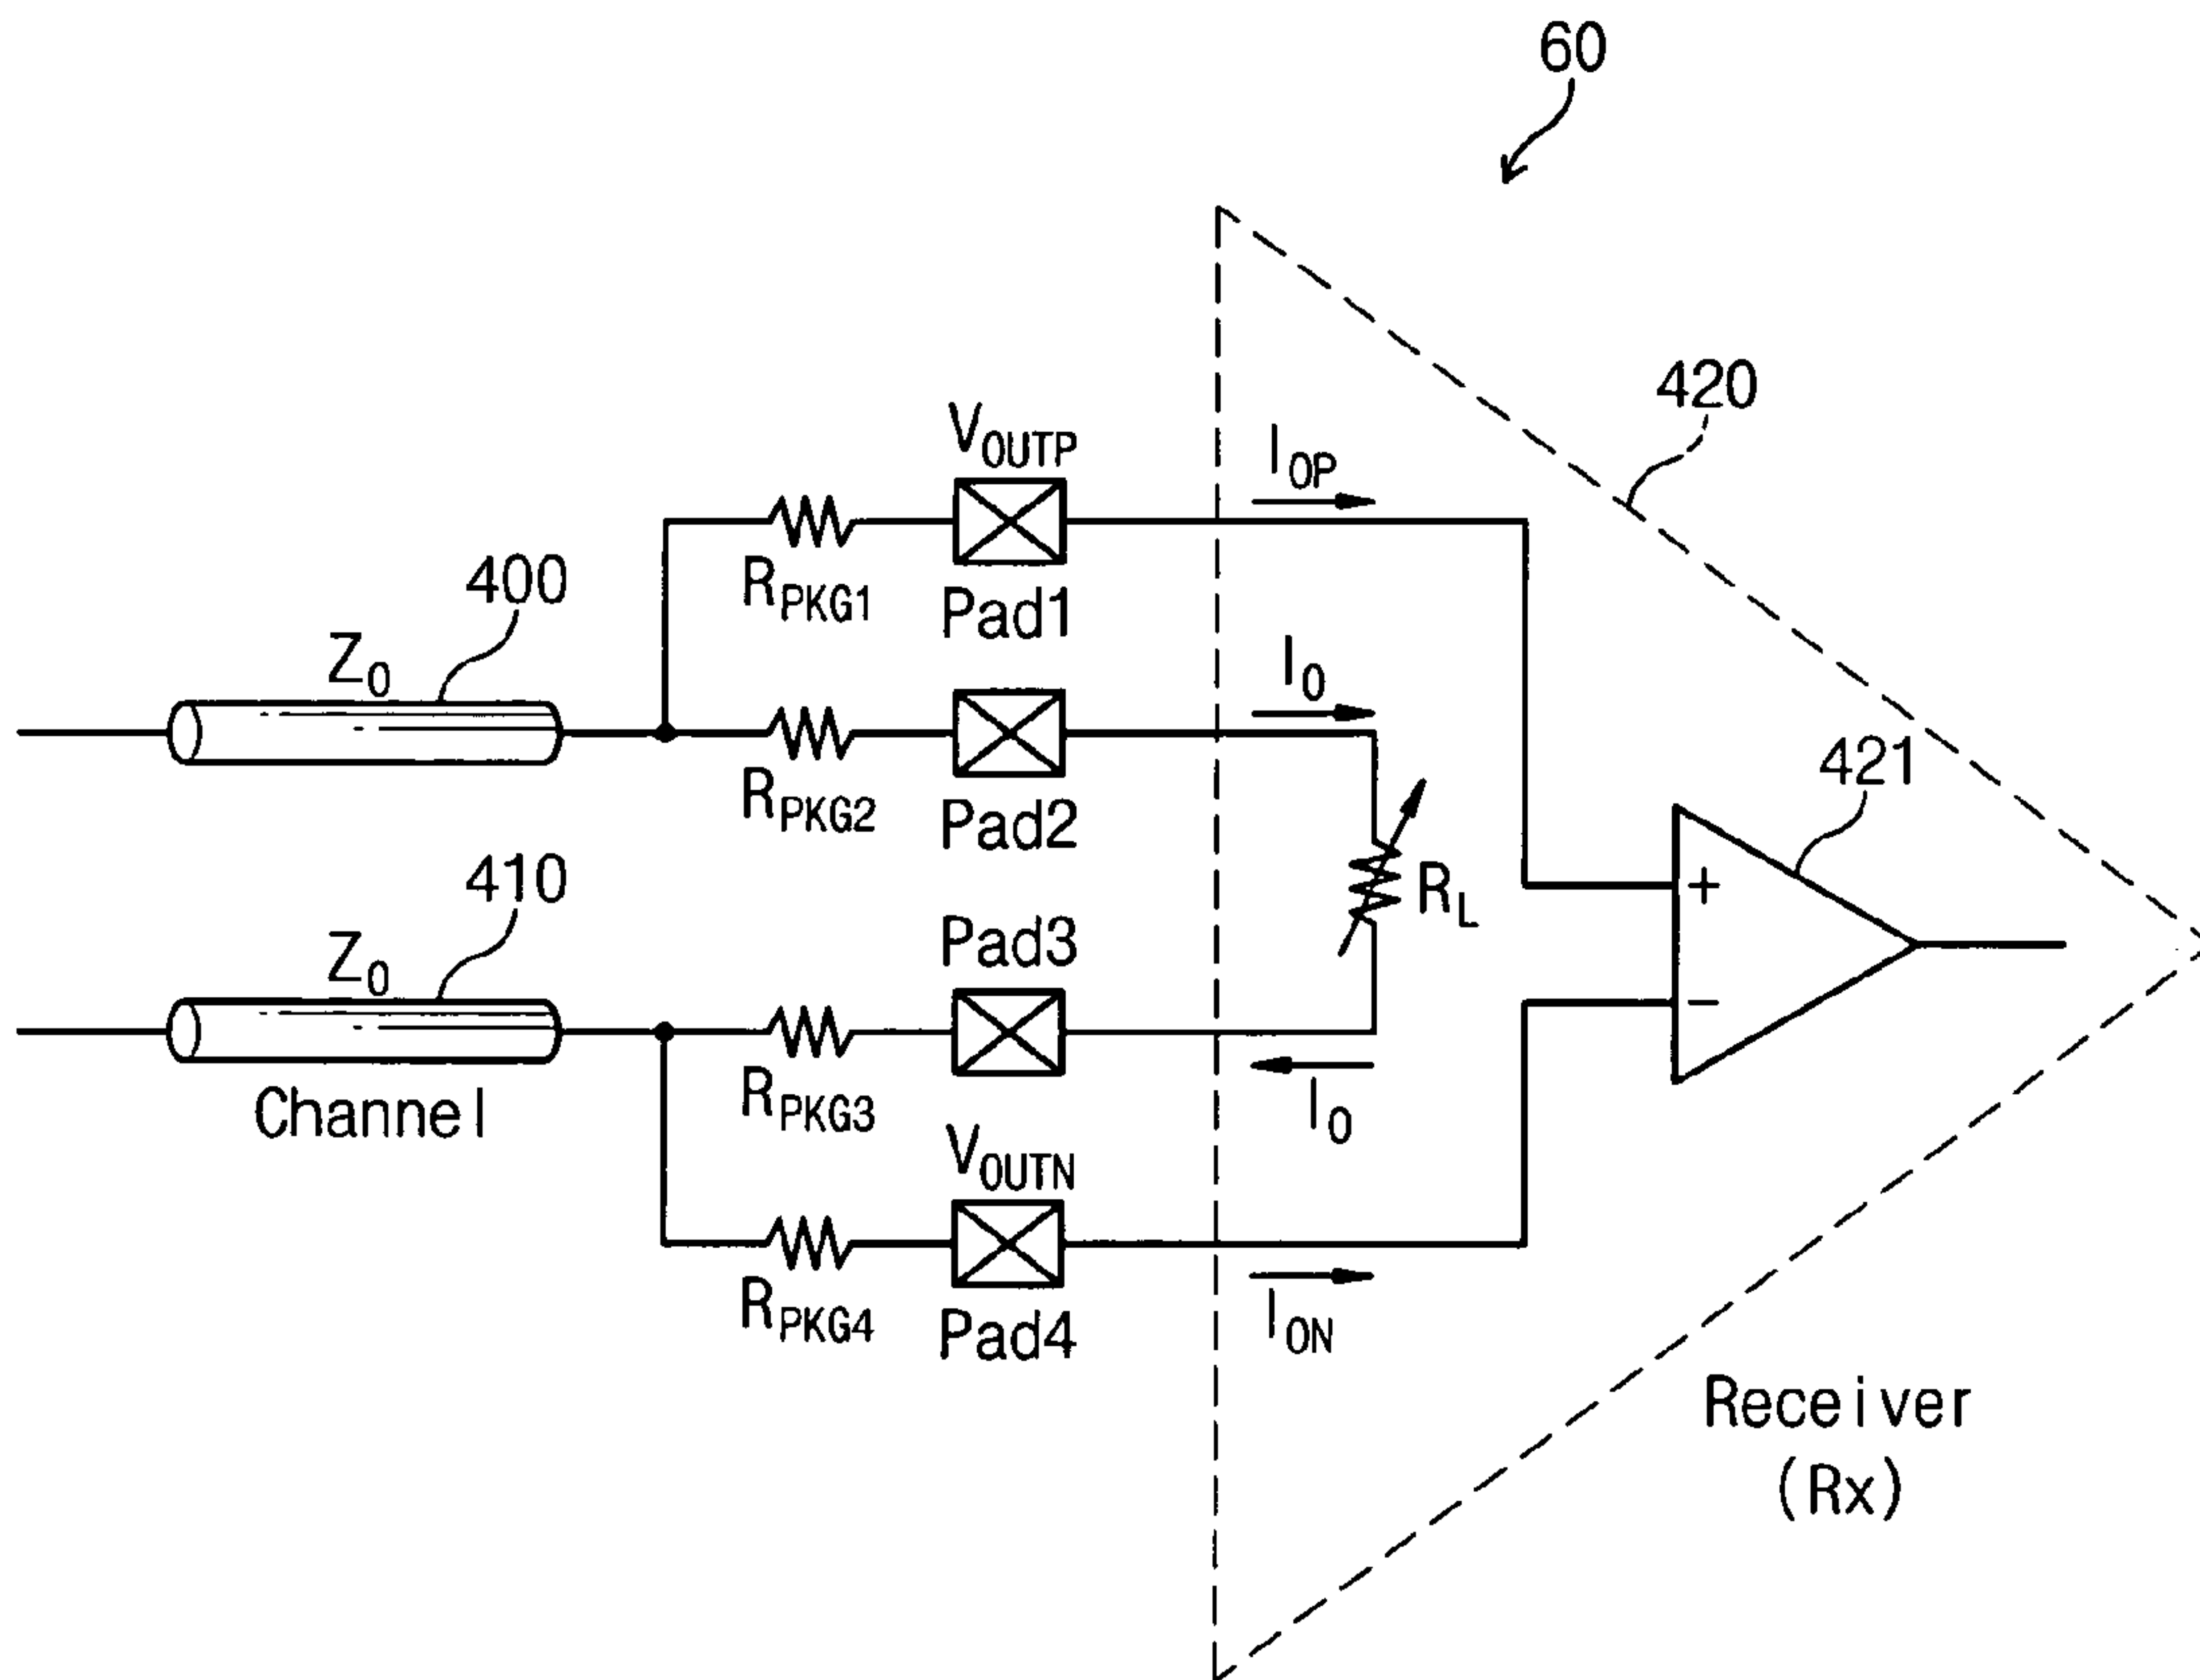 60
420
V_OUTP
I_OP
R_PKG1
Pad1
400
Z_0
I_0
R_PKG2
Pad2
421
+
410
Z_0
Pad3
R_L
−
Channel
R_PKG3
I_0
V_OUTN
R_PKG4
Pad4
I_ON
Receiver
(Rx)